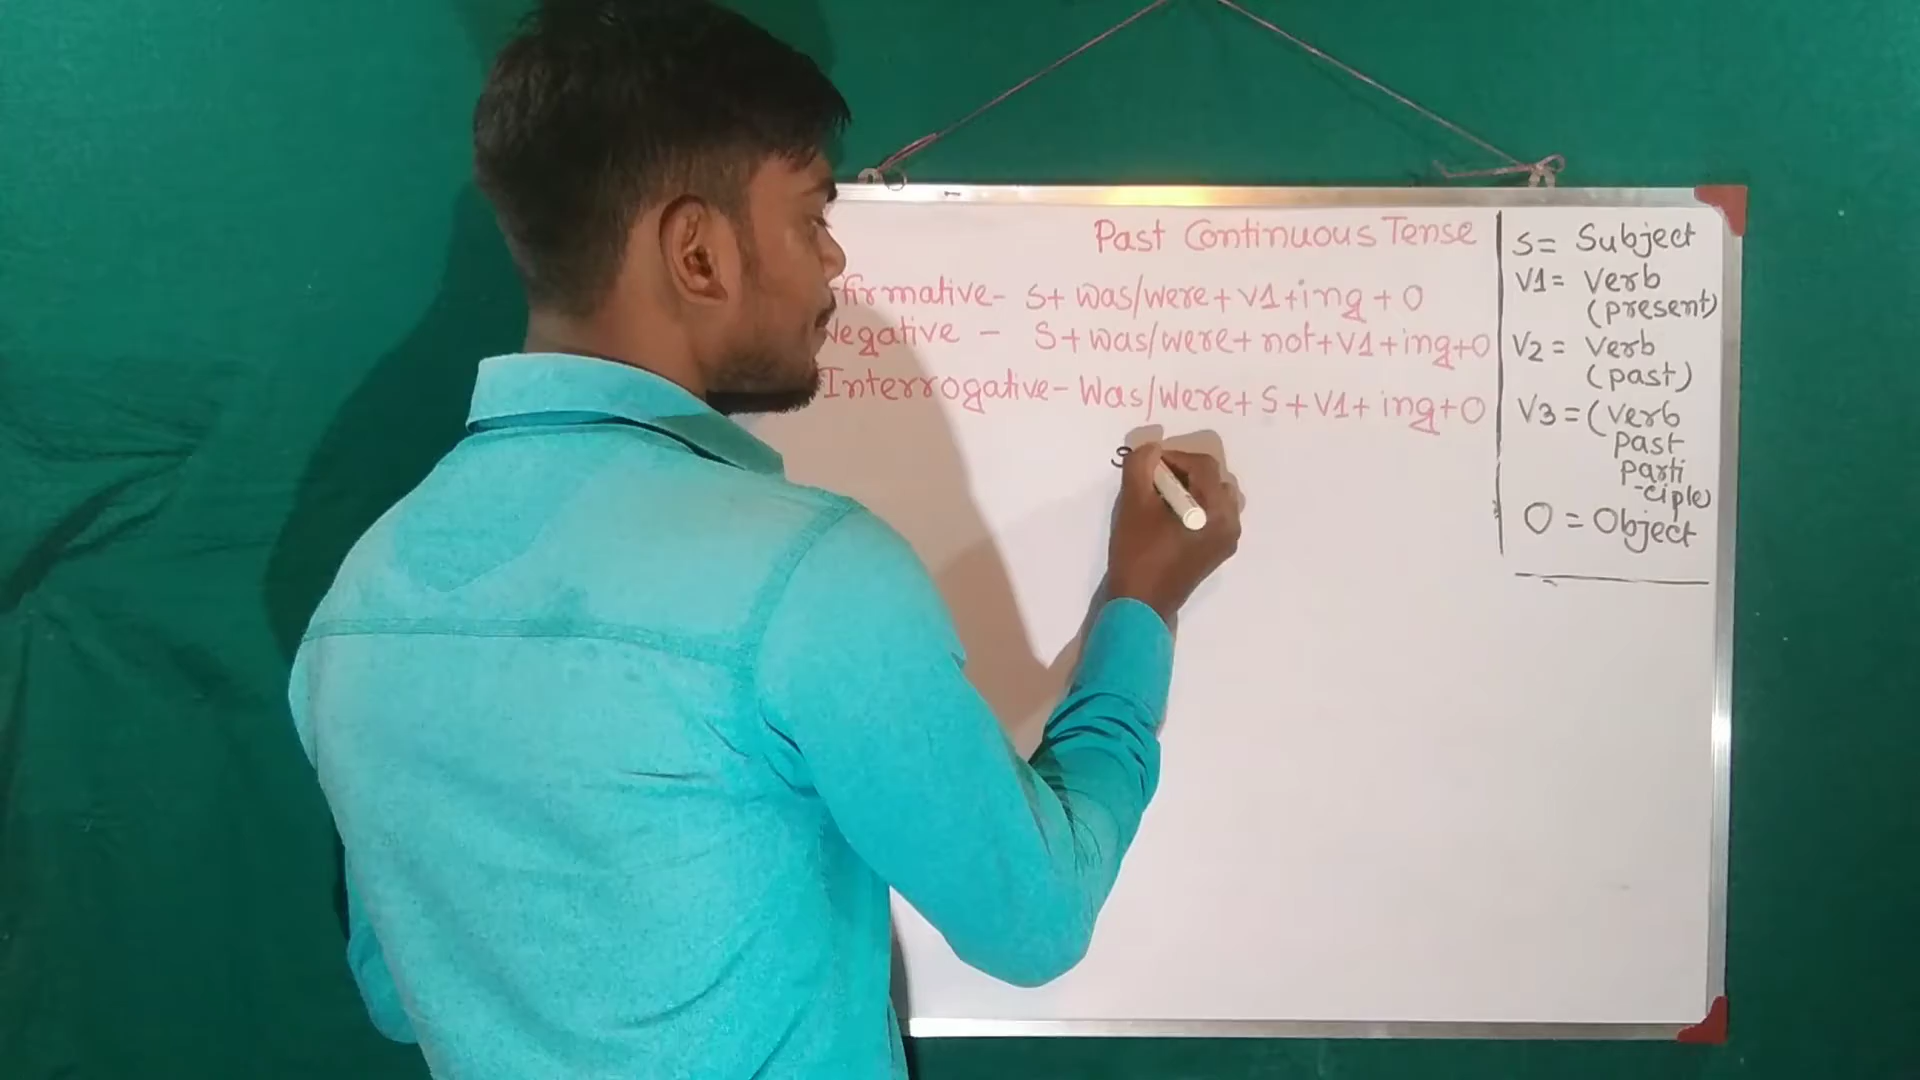 Past Continuous Tense
ffirmative- S+ was/were+V1+ing+O
Negative - S+was/were+not+V1+ing+O
Interrogative- Was/were+S+V1+ing+O
S= Subject
V1= Verb
(present)
V2= Verb
(past)
V3=(Verb
past
parti
-ciple)
O = Object